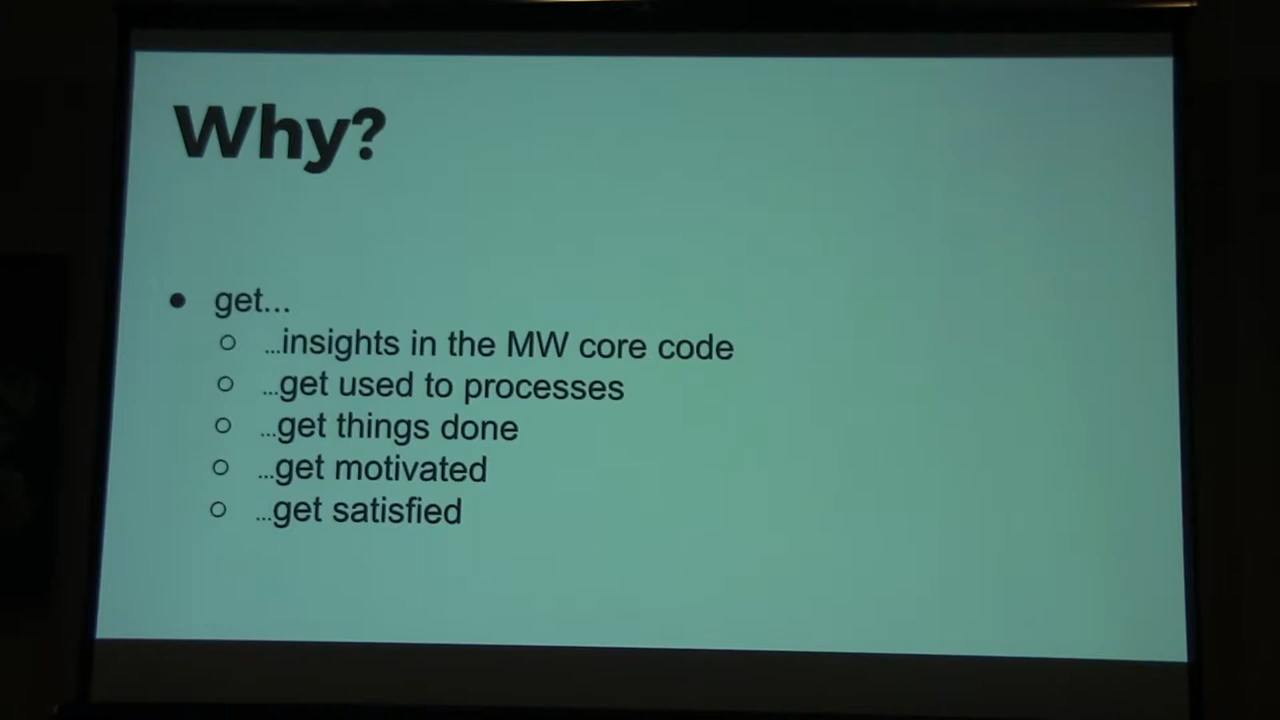 Why?
● get...
○ ...insights in the MW core code
○ ...get used to processes
○ ...get things done
○ ...get motivated
○ ...get satisfied